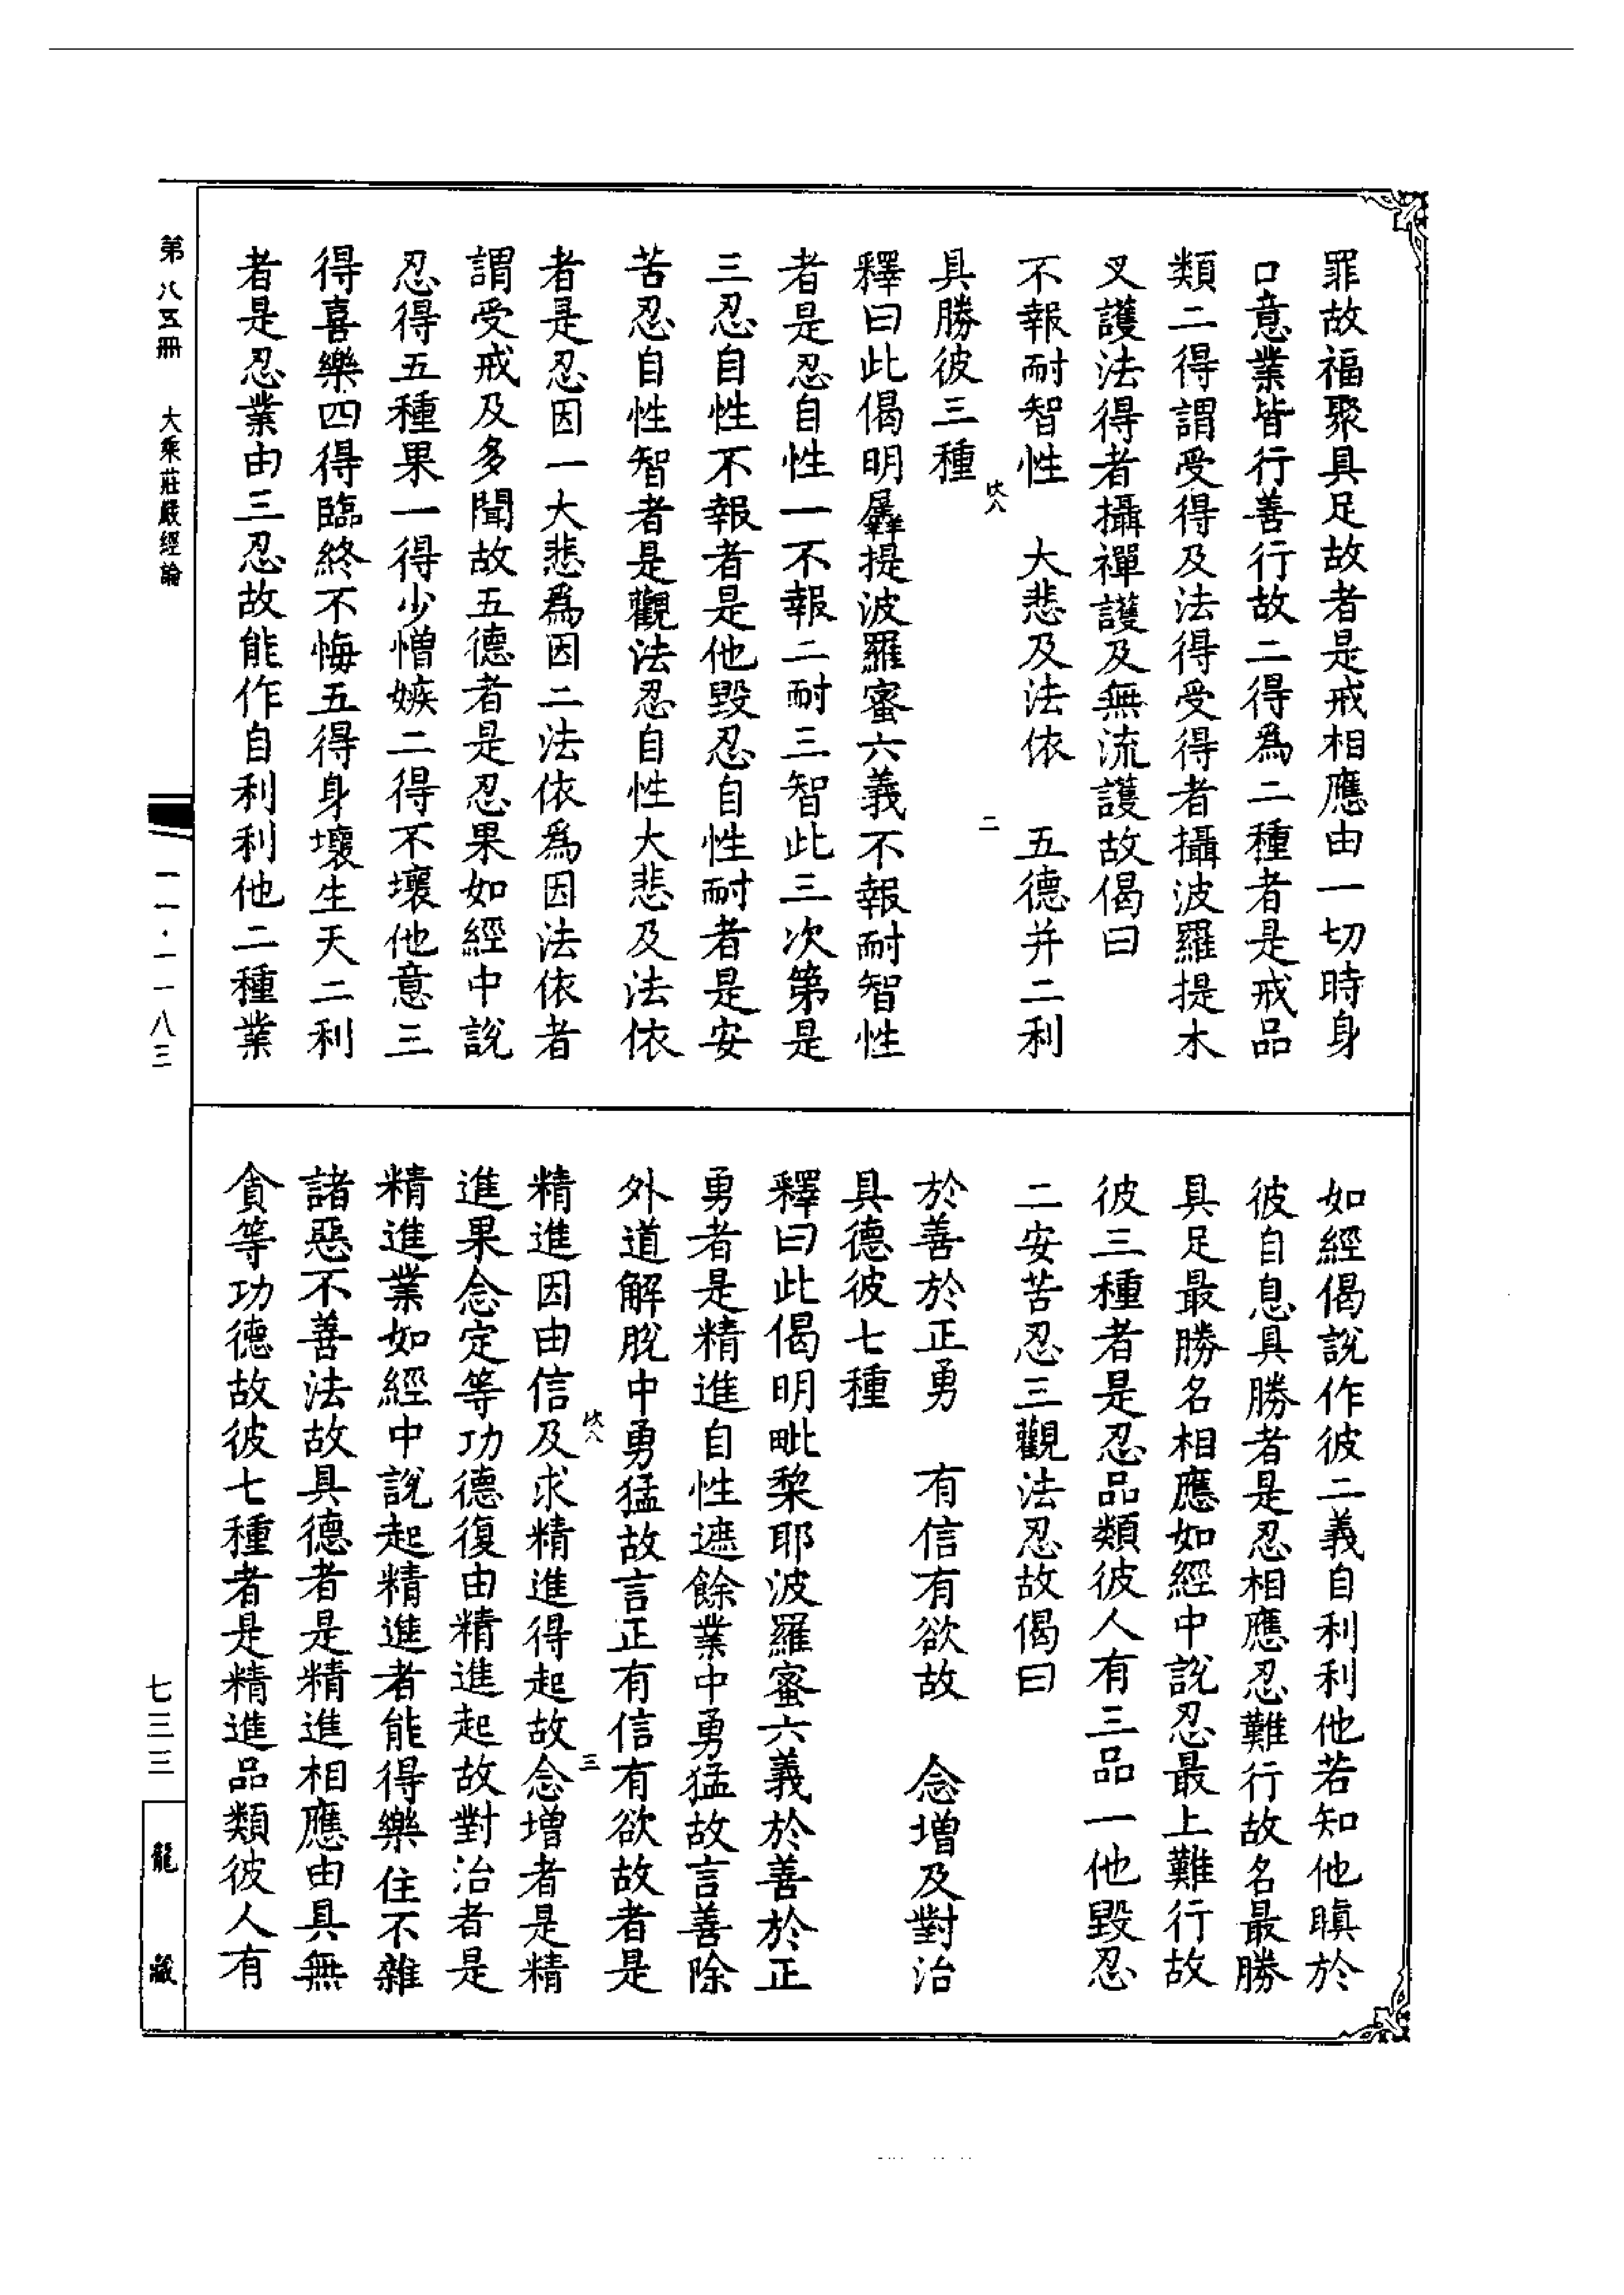 罪故福聚具足故者是戒相應由一切時身
口意業皆行善行故二得為二種者是戒品
類二得謂受得及法得受得者攝波羅提木
叉護法得者攝禪護及無流護故偈曰
不報耐智性　大悲及法依　五德并二利
具勝彼三種
釋曰此偈明羼提波羅蜜六義不報耐智性
者是忍自性一不報二耐三智此三次第是
三忍自性不報者是他毀忍自性耐者是安
苦忍自性智者是觀法忍自性大悲及法依
者是忍因一大悲為因二法依為因法依者
謂受戒及多聞故五德者是忍果如經中說
忍得五種果一得少憎嫉二得不壞他意三
得喜樂四得臨終不悔五得身壞生天二利
者是忍業由三忍故能作自利利他二種業
如經偈說作彼二義自利利他若知他瞋於
彼自息具勝者是忍相應忍難行故名最勝
具足最勝名相應如經中說忍最上難行故
彼三種者是忍品類彼人有三品一他毀忍
二安苦忍三觀法忍故偈曰
於善於正勇　有信有欲故　念增及對治
具德彼七種
釋曰此偈明毗梨耶波羅蜜六義於善於正
勇者是精進自性遮餘業中勇猛故言善除
外道解脫中勇猛故言正有信有欲故者是
精進因由信及求精進得起故念增者是精
進果念定等功德復由精進起故對治者是
精進業如經中說起精進者能得樂住不雜
諸惡不善法故具德者是精進相應由具無
貪等功德故彼七種者是精進品類彼人有
第八五冊　大乘莊嚴經論
一一·一一八三
七三三
龍藏
二
三